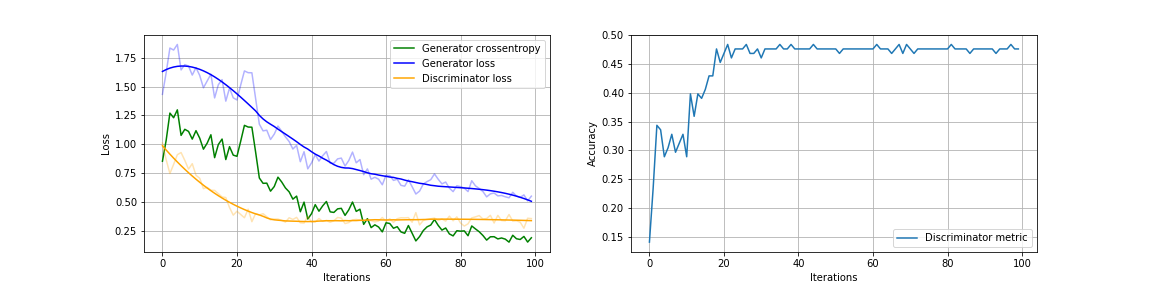 Loss
1.75
1.50
1.25
1.00
0.75
0.50
0.25
Generator crossentropy
Generator loss
Discriminator loss
0 20 40 60 80 100
Iterations
Accuracy
0.50
0.45
0.40
0.35
0.30
0.25
0.20
0.15
Discriminator metric
0 20 40 60 80 100
Iterations